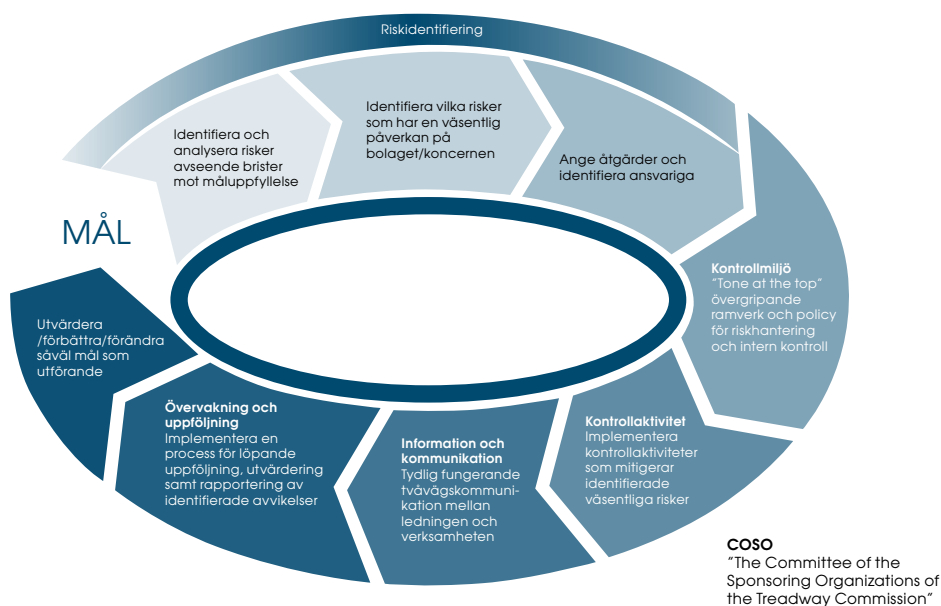 Riskidentifiering
Identifiera och
analysera risker
avseende brister
mot måluppfyllelse
Identifiera vilka risker
som har en väsentlig
påverkan på
bolaget/koncernen
Ange åtgärder och
identifiera ansvariga
MÅL
Kontrollmiljö
”Tone at the top”
övergripande
ramverk och policy
för riskhantering
och intern kontroll
Kontrollaktivitet
Implementera
kontrollaktiviteter
som mitigerar
identifierade
väsentliga risker
Information och
kommunikation
Tydlig fungerande
tvåvägskommuni-
kation mellan
ledningen och
verksamheten
Övervakning och
uppföljning
Implementera en
process för löpande
uppföljning, utvärdering
samt rapportering av
identifierade avvikelser
Utvärdera
/förbättra/förändra
såväl mål som
utförande
COSO
”The Committee of the
Sponsoring Organizations of
the Treadway Commission”